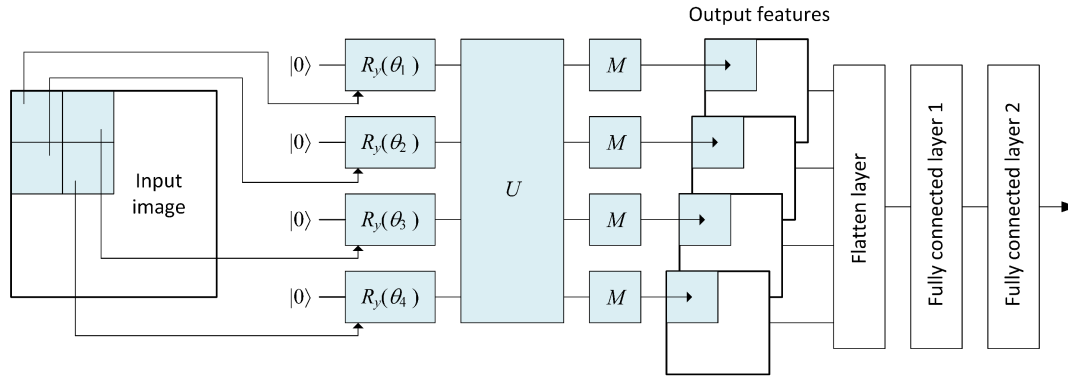 Output features
|0⟩ R_y(θ_1) M
|0⟩ R_y(θ_2) M
Input
image
U
|0⟩ R_y(θ_3) M
|0⟩ R_y(θ_4) M
Flatten layer
Fully connected layer 1
Fully connected layer 2